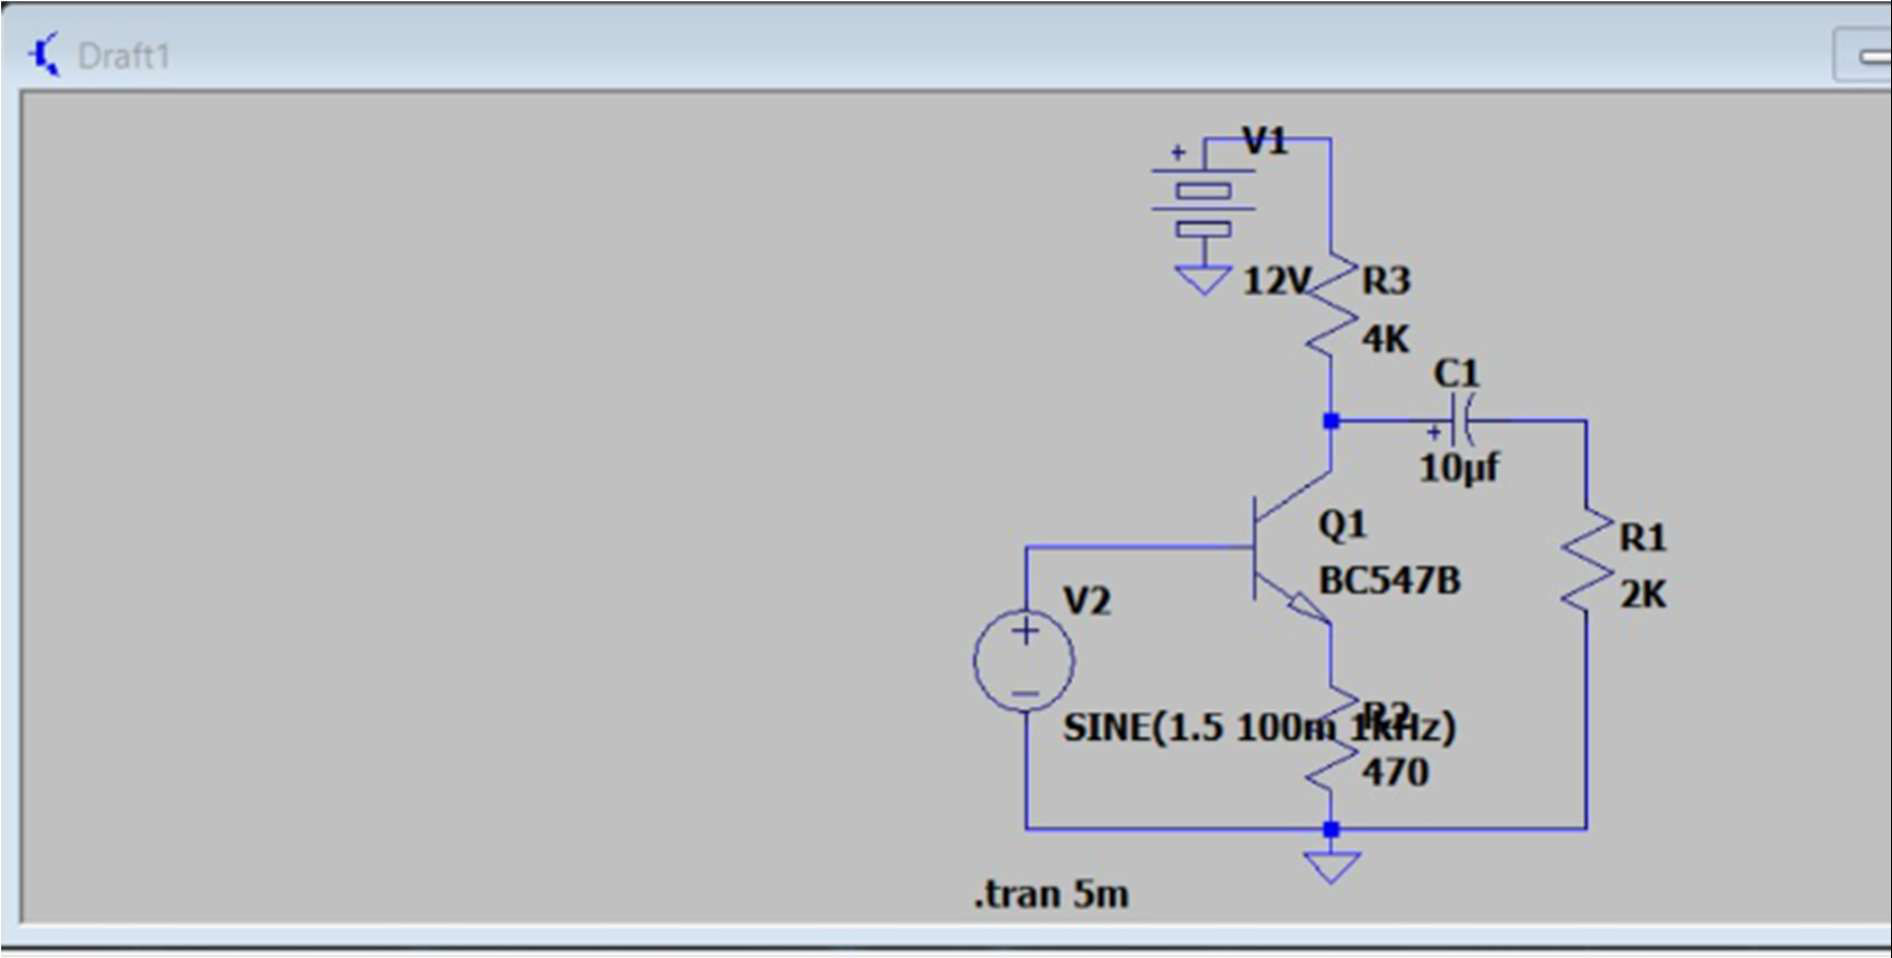 Draft1
V1
+
12V
R3
4K
C1
+
10µf
Q1
BC547B
R1
2K
V2
SINE(1.5 100m 1kHz)
R2
470
.tran 5m